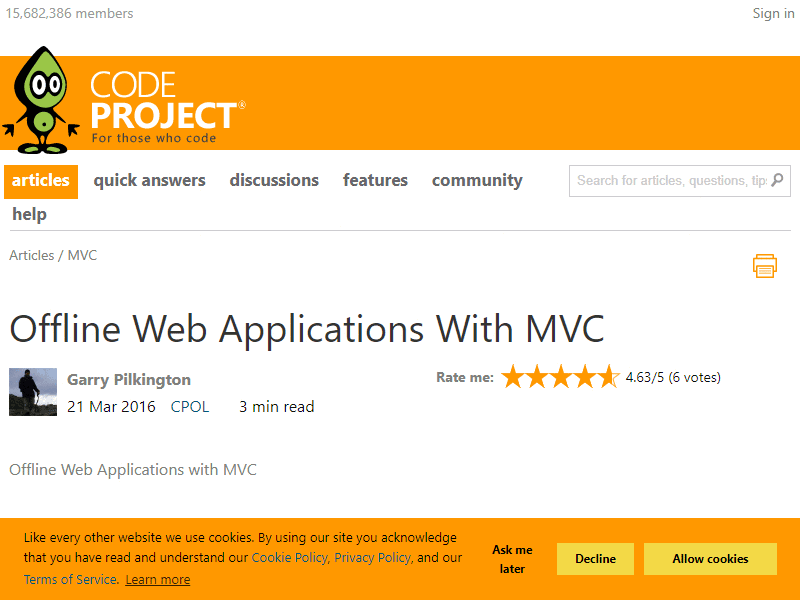 15,682,386 members
Sign in
CODE
PROJECT®
For those who code
articles quick answers discussions features community
Search for articles, questions, tip
help
Articles / MVC
Offline Web Applications With MVC
Garry Pilkington
Rate me: 4.63/5 (6 votes)
21 Mar 2016 CPOL 3 min read
Offline Web Applications with MVC
Like every other website we use cookies. By using our site you acknowledge
that you have read and understand our Cookie Policy, Privacy Policy, and our
Terms of Service. Learn more
Ask me
later
Decline
Allow cookies